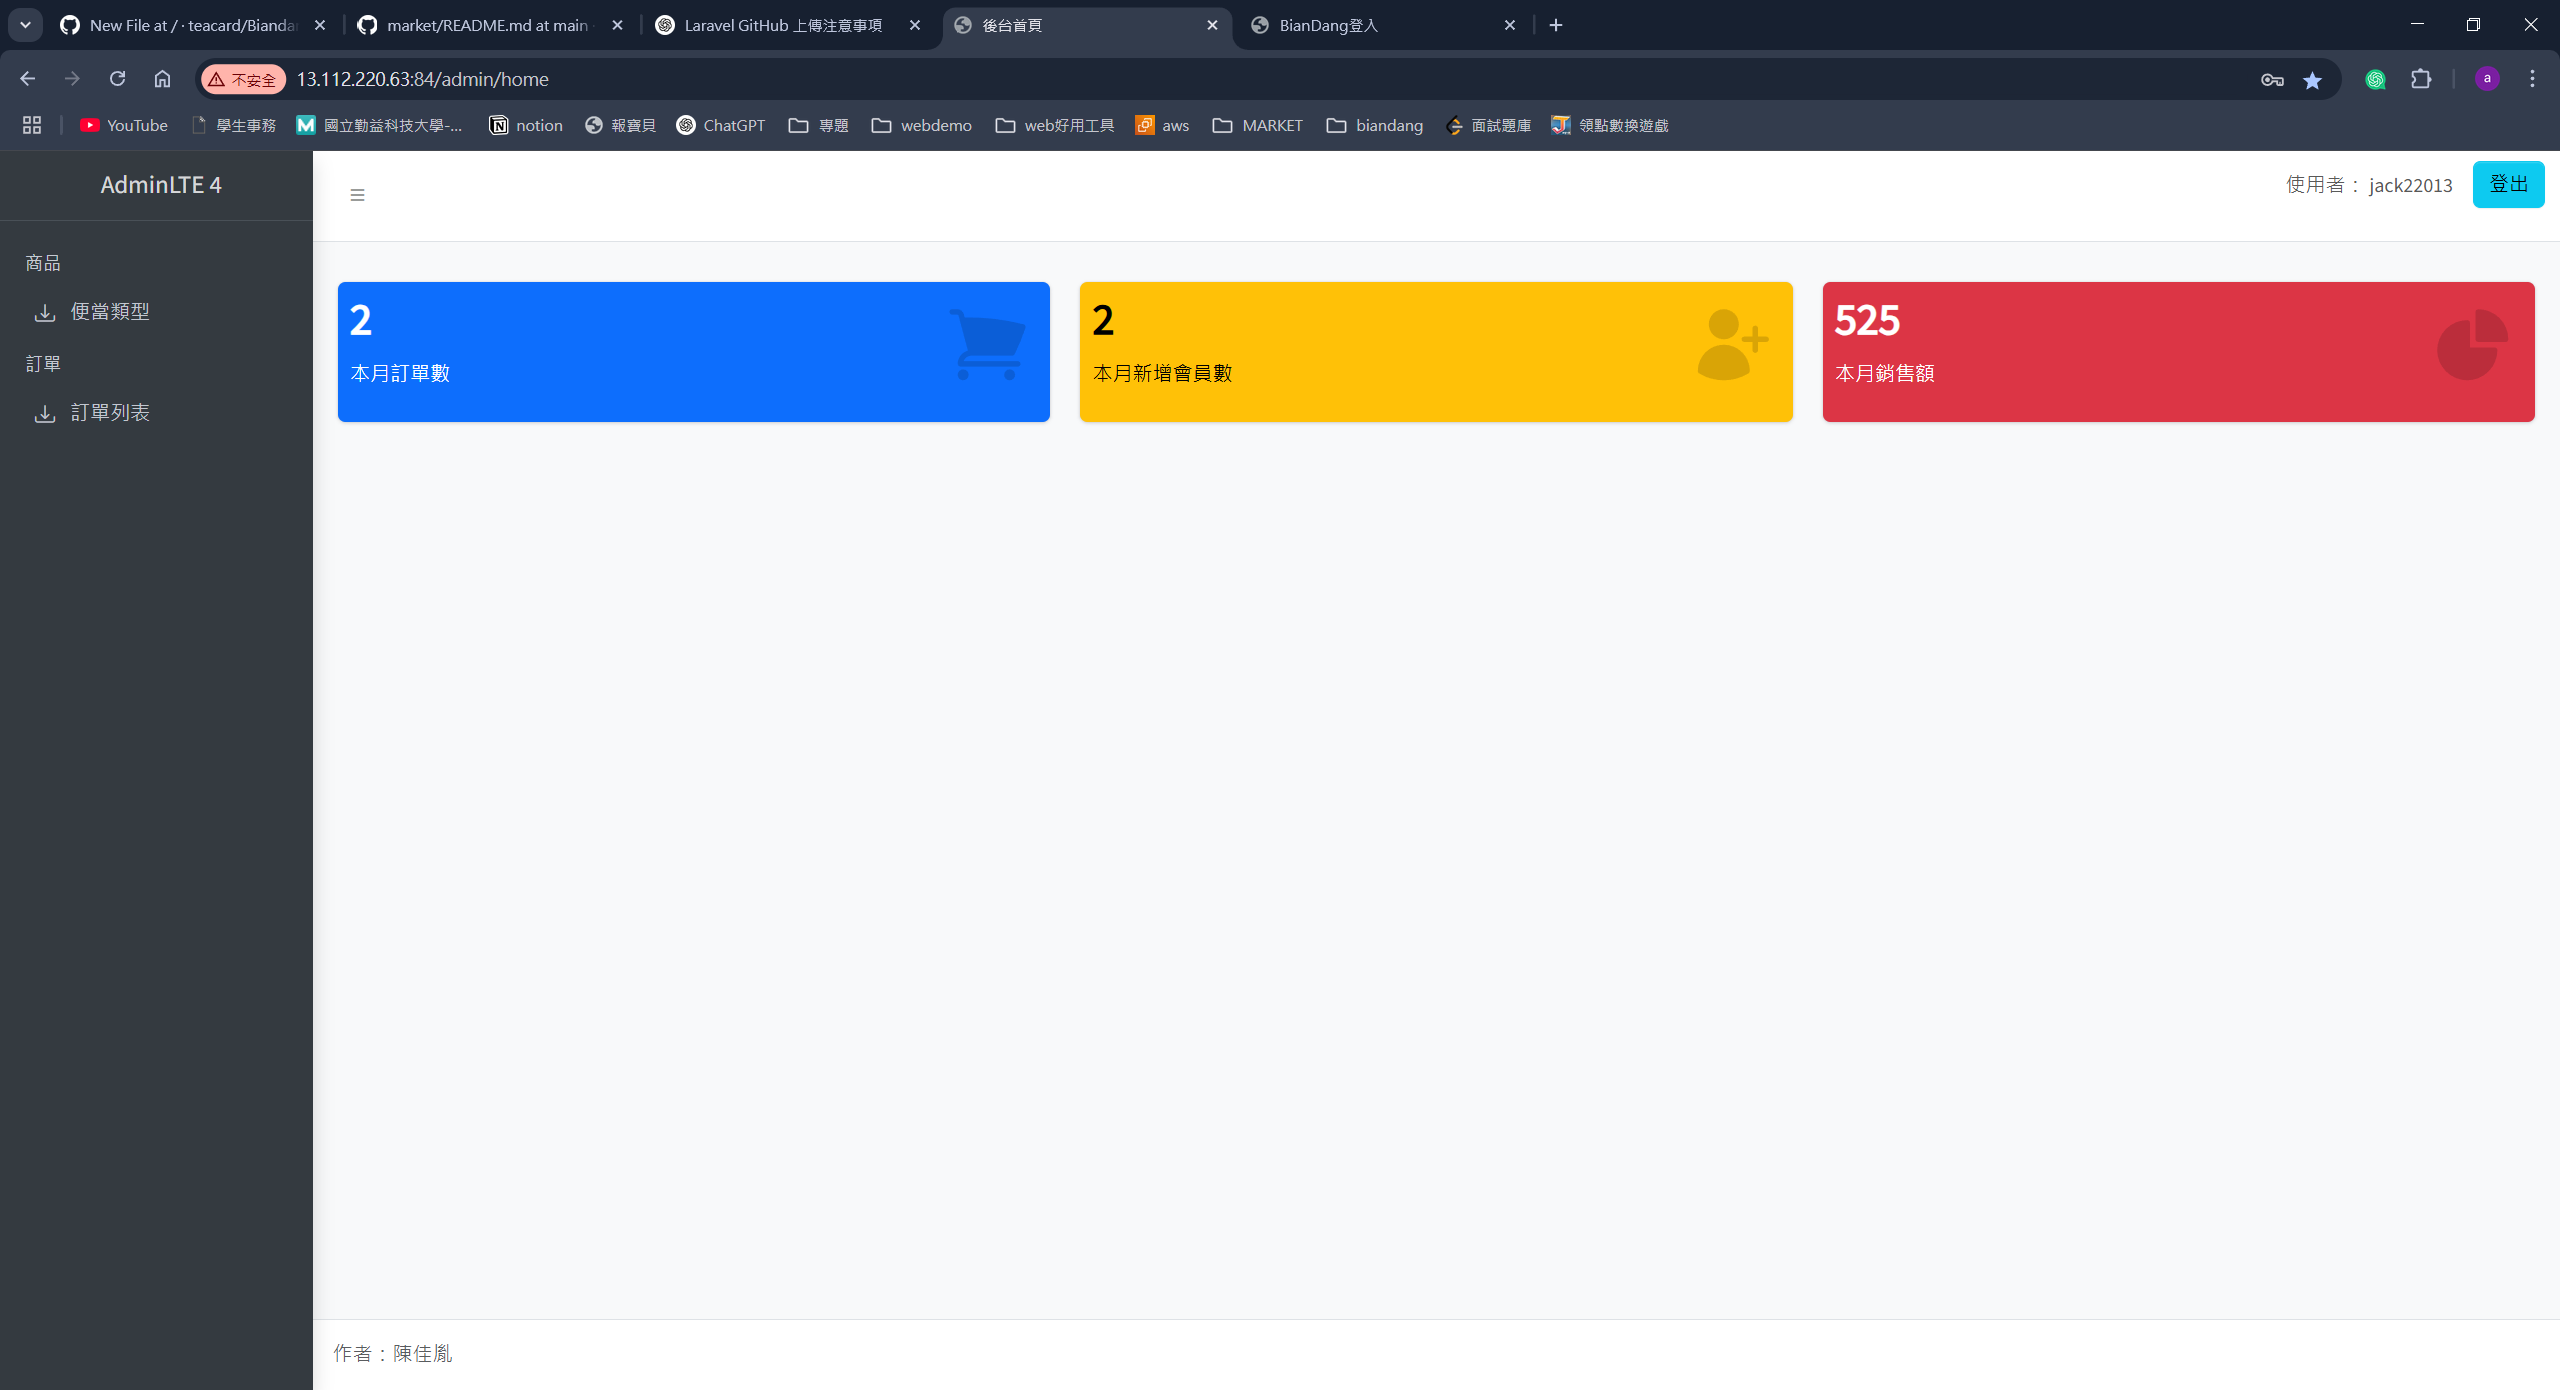 New File at / · teacard/Bianda
market/README.md at main
Laravel GitHub 上傳注意事項
後台首頁
BianDang登入
不安全
13.112.220.63:84/admin/home
a
YouTube
學生事務
國立勤益科技大學-...
notion
報寶貝
ChatGPT
專題
webdemo
web好用工具
aws
MARKET
biandang
面試題庫
領點數換遊戲
AdminLTE 4
使用者： jack22013
登出
商品
便當類型
訂單
訂單列表
2
本月訂單數
2
本月新增會員數
525
本月銷售額
作者：陳佳胤